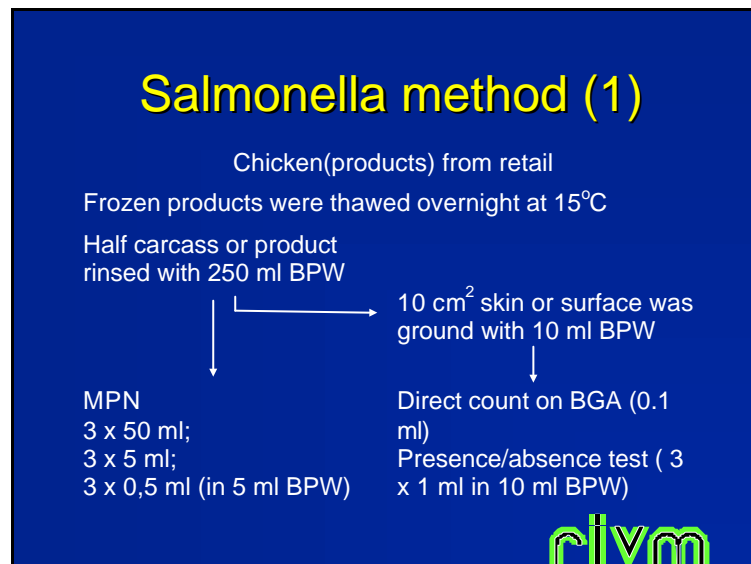 Salmonella method (1)
Chicken(products) from retail
Frozen products were thawed overnight at 15°C
Half carcass or product
rinsed with 250 ml BPW
10 cm² skin or surface was
ground with 10 ml BPW
MPN
3 x 50 ml;
3 x 5 ml;
3 x 0,5 ml (in 5 ml BPW)
Direct count on BGA (0.1
ml)
Presence/absence test ( 3
x 1 ml in 10 ml BPW)
rivm